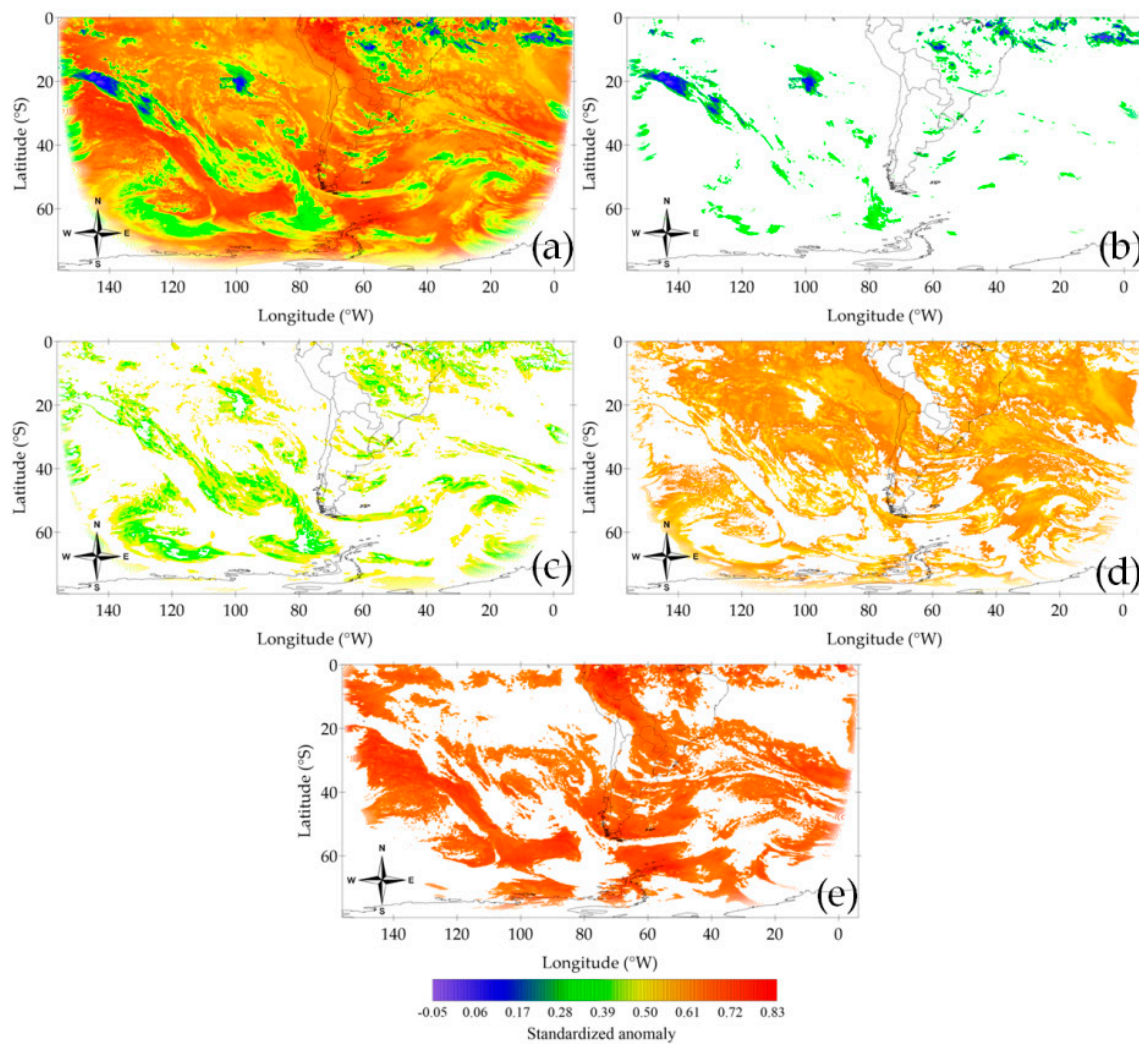 0
20
40
60
Latitude (°S)
N
W E
S
(a)
140 120 100 80 60 40 20 0
Longitude (°W)
0
20
40
60
Latitude (°S)
N
W E
S
(b)
140 120 100 80 60 40 20 0
Longitude (°W)
0
20
40
60
Latitude (°S)
N
W E
S
(c)
140 120 100 80 60 40 20 0
Longitude (°W)
0
20
40
60
Latitude (°S)
N
W E
S
(d)
140 120 100 80 60 40 20 0
Longitude (°W)
0
20
40
60
Latitude (°S)
N
W E
S
(e)
140 120 100 80 60 40 20 0
Longitude (°W)
-0.05 0.06 0.17 0.28 0.39 0.50 0.61 0.72 0.83
Standardized anomaly